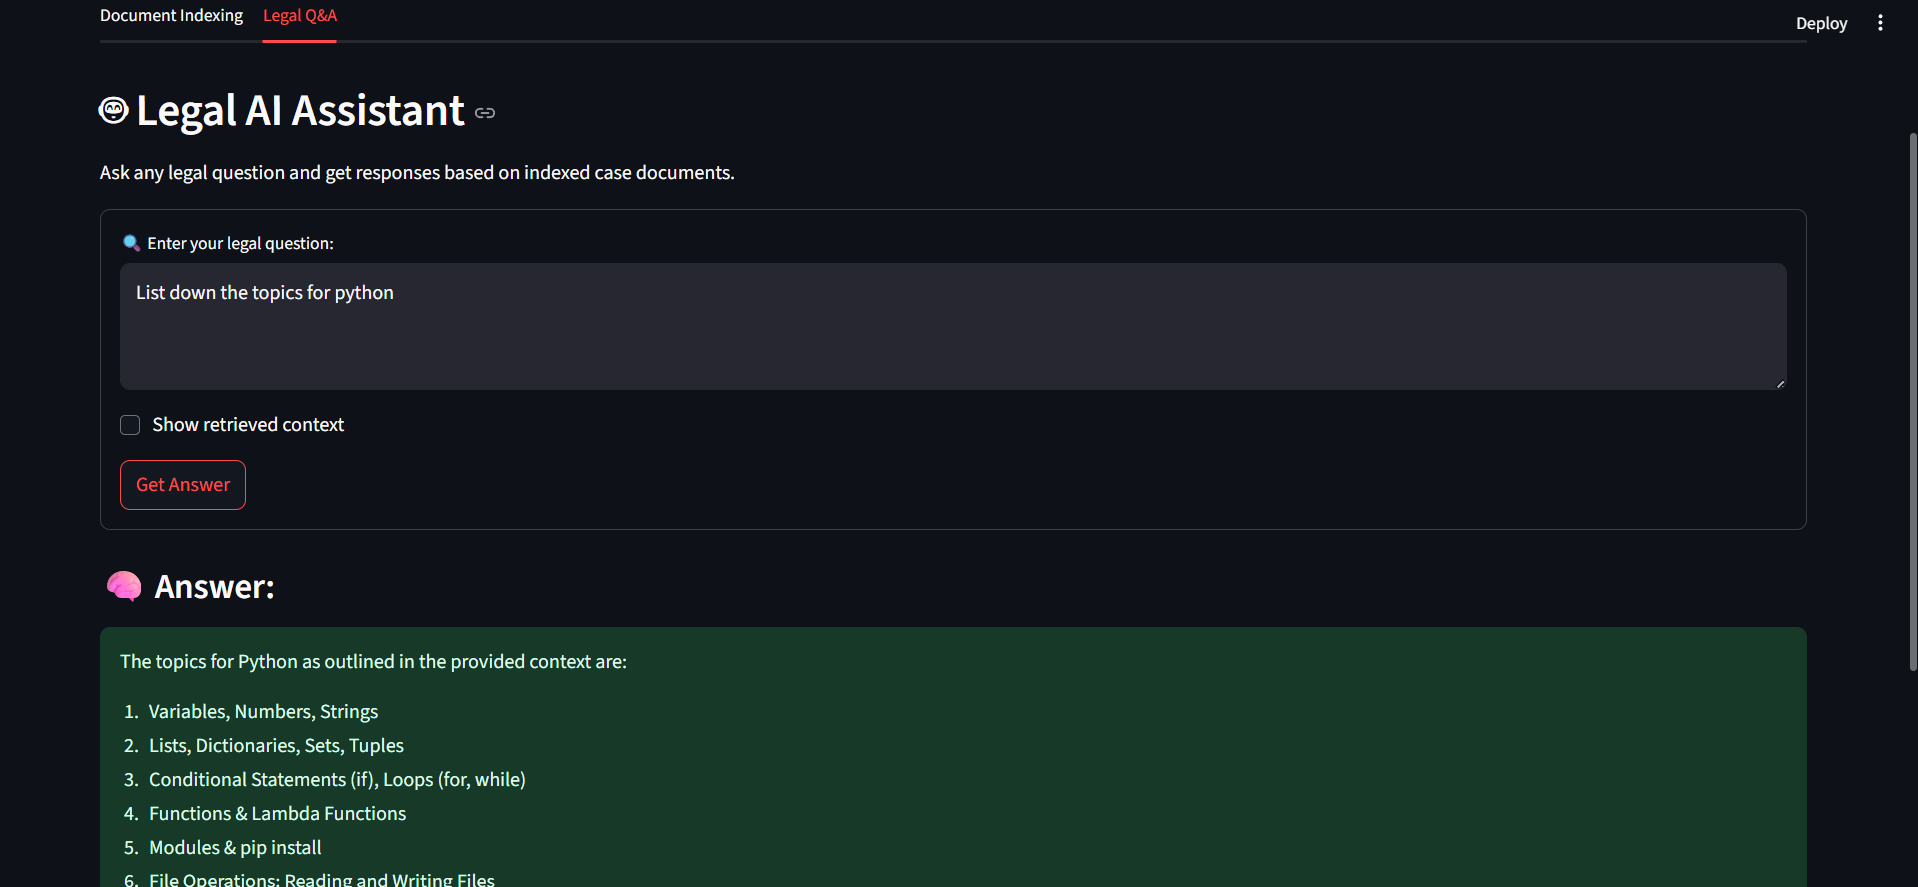 Document Indexing
Legal Q&A
Deploy
Legal AI Assistant
Ask any legal question and get responses based on indexed case documents.
Enter your legal question:
List down the topics for python
Show retrieved context
Get Answer
Answer:
The topics for Python as outlined in the provided context are:
1. Variables, Numbers, Strings
2. Lists, Dictionaries, Sets, Tuples
3. Conditional Statements (if), Loops (for, while)
4. Functions & Lambda Functions
5. Modules & pip install
6. File Operations: Reading and Writing Files